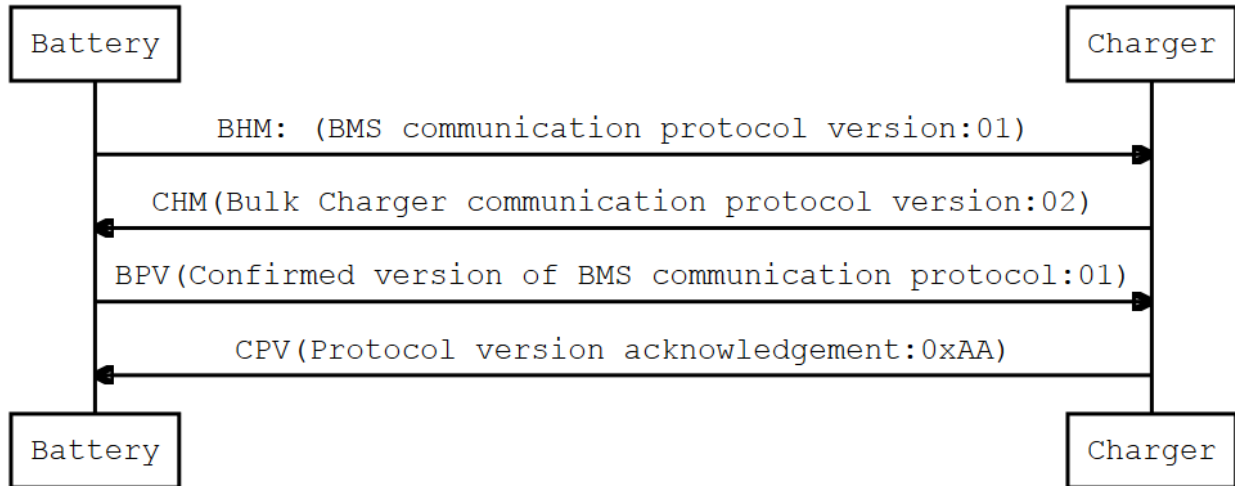 Battery
Charger
BHM: (BMS communication protocol version:01)
CHM(Bulk Charger communication protocol version:02)
BPV(Confirmed version of BMS communication protocol:01)
CPV(Protocol version acknowledgement:0xAA)
Battery
Charger